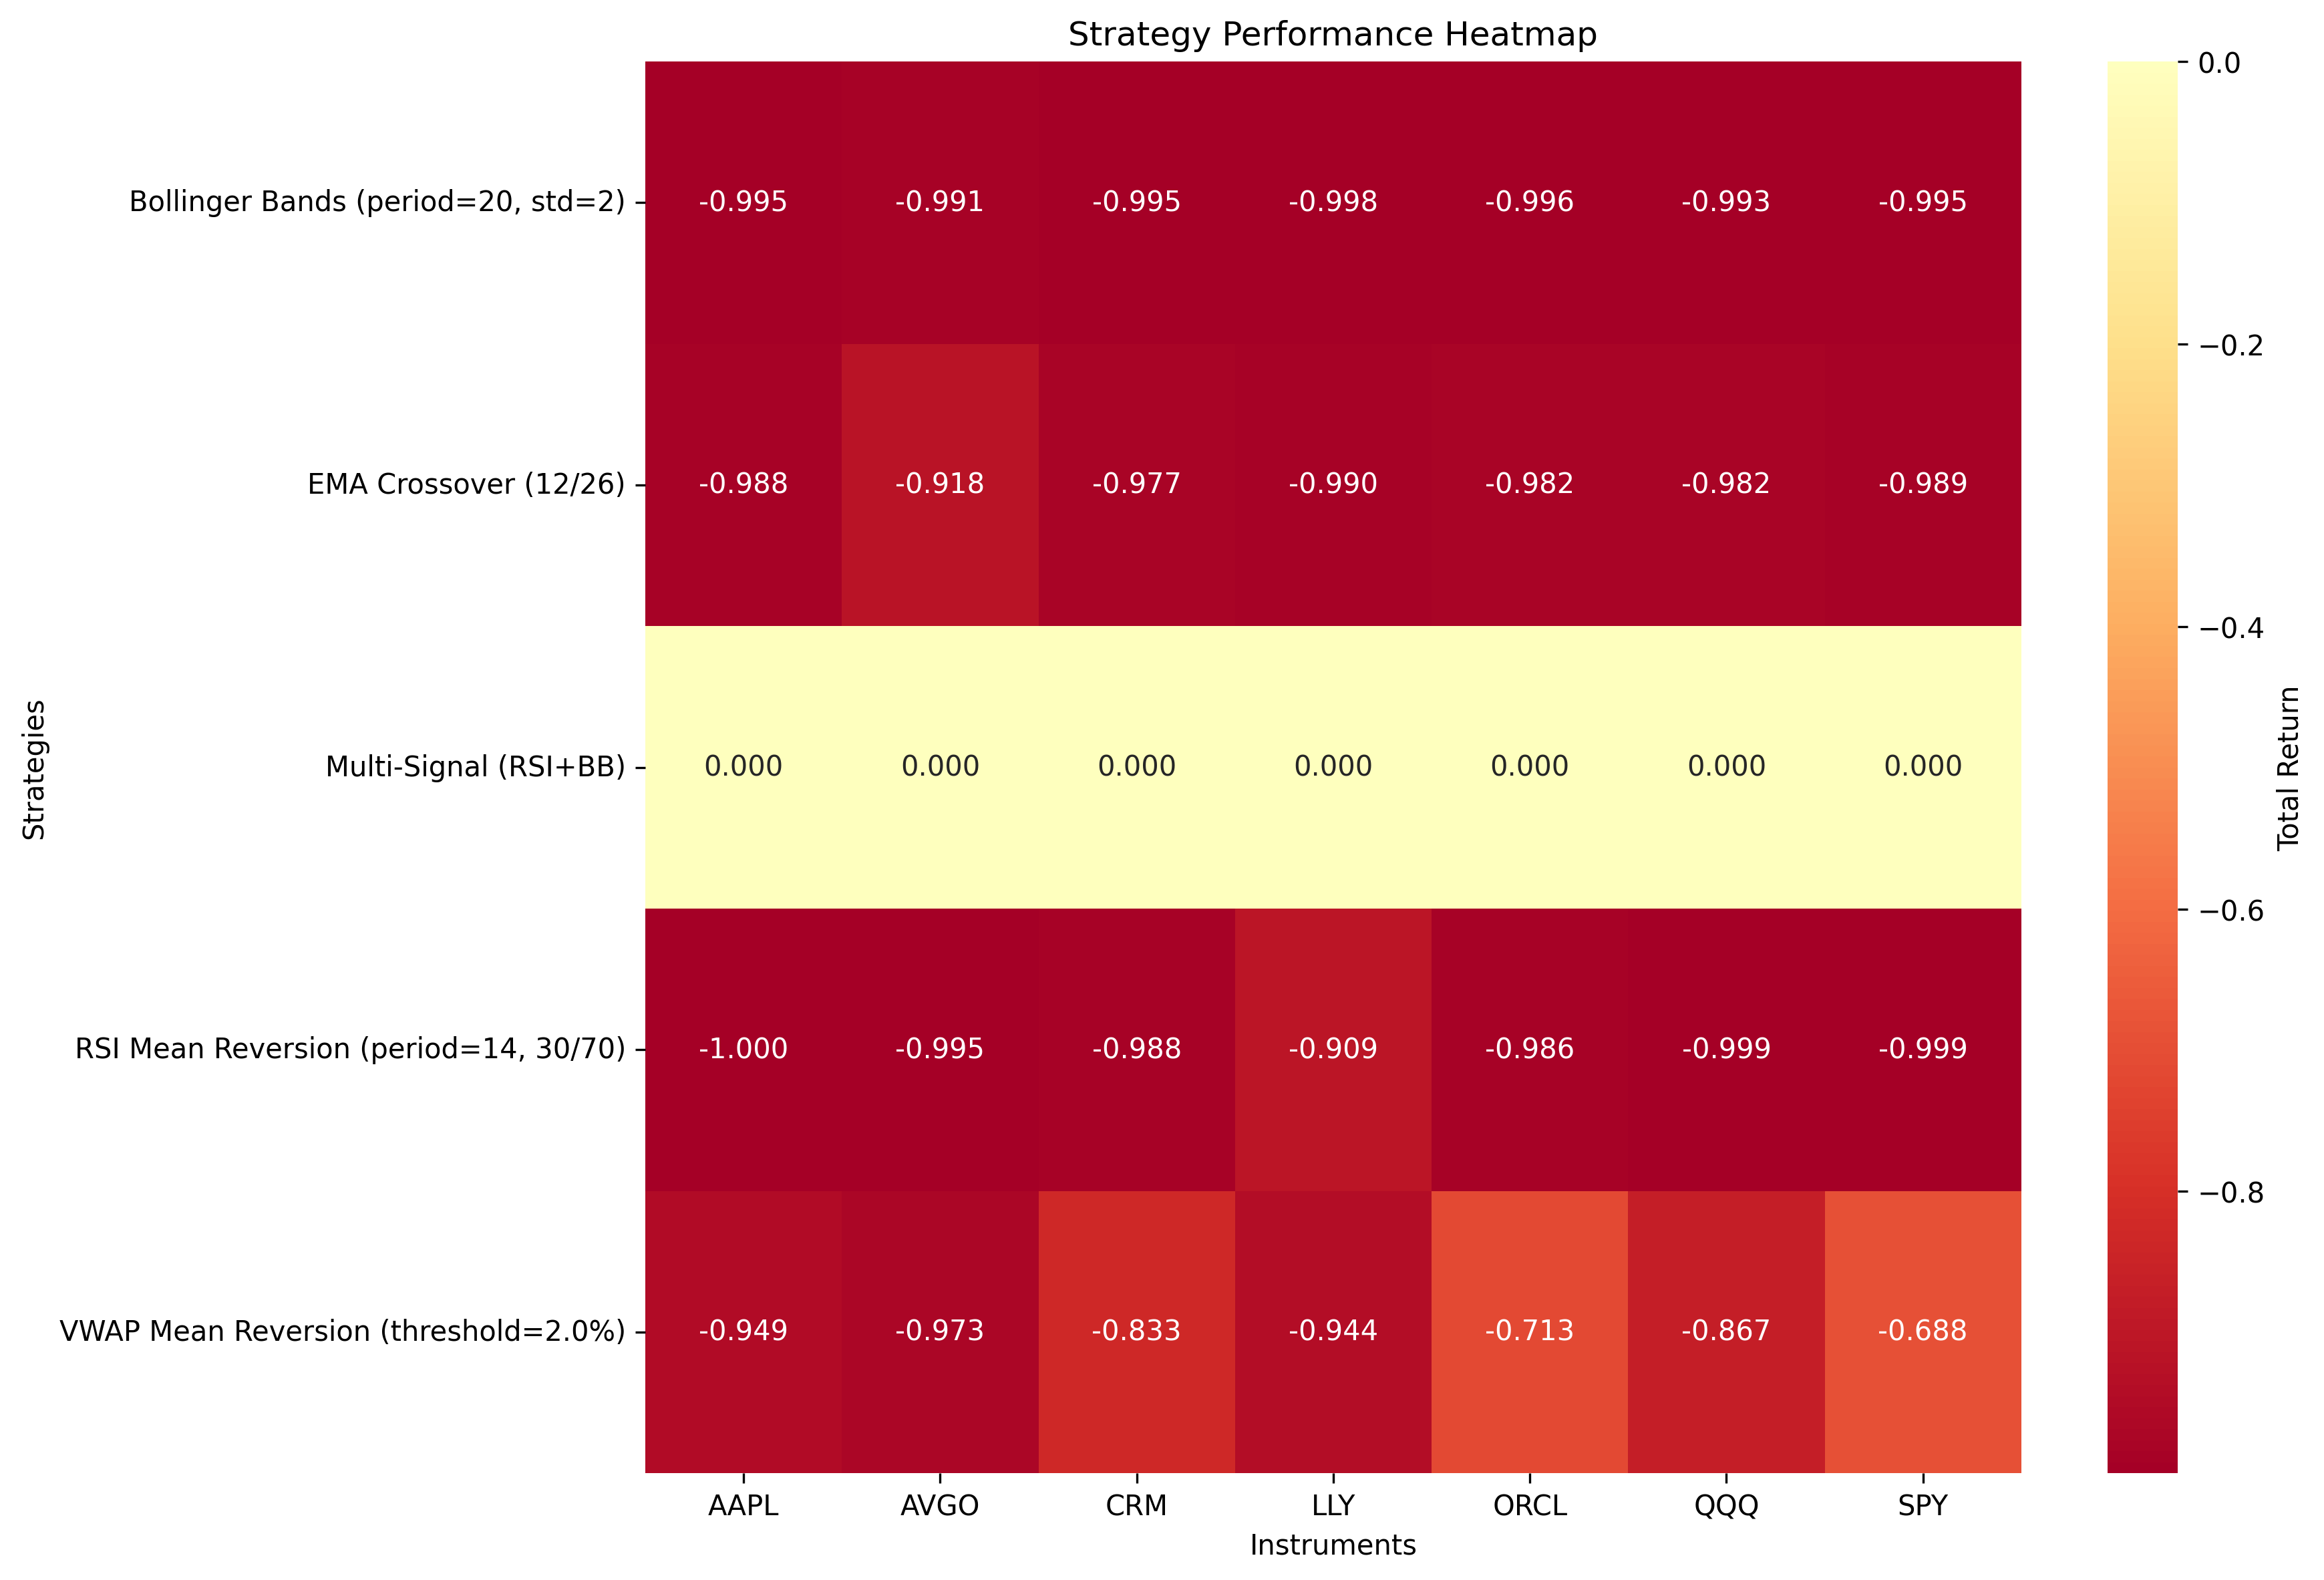 Strategy Performance Heatmap
Strategies
Bollinger Bands (period=20, std=2) -0.995 -0.991 -0.995 -0.998 -0.996 -0.993 -0.995
EMA Crossover (12/26) -0.988 -0.918 -0.977 -0.990 -0.982 -0.982 -0.989
Multi-Signal (RSI+BB) 0.000 0.000 0.000 0.000 0.000 0.000 0.000
RSI Mean Reversion (period=14, 30/70) -1.000 -0.995 -0.988 -0.909 -0.986 -0.999 -0.999
VWAP Mean Reversion (threshold=2.0%) -0.949 -0.973 -0.833 -0.944 -0.713 -0.867 -0.688
AAPL AVGO CRM LLY ORCL QQQ SPY
Instruments
0.0
−0.2
−0.4
−0.6
−0.8
Total Return